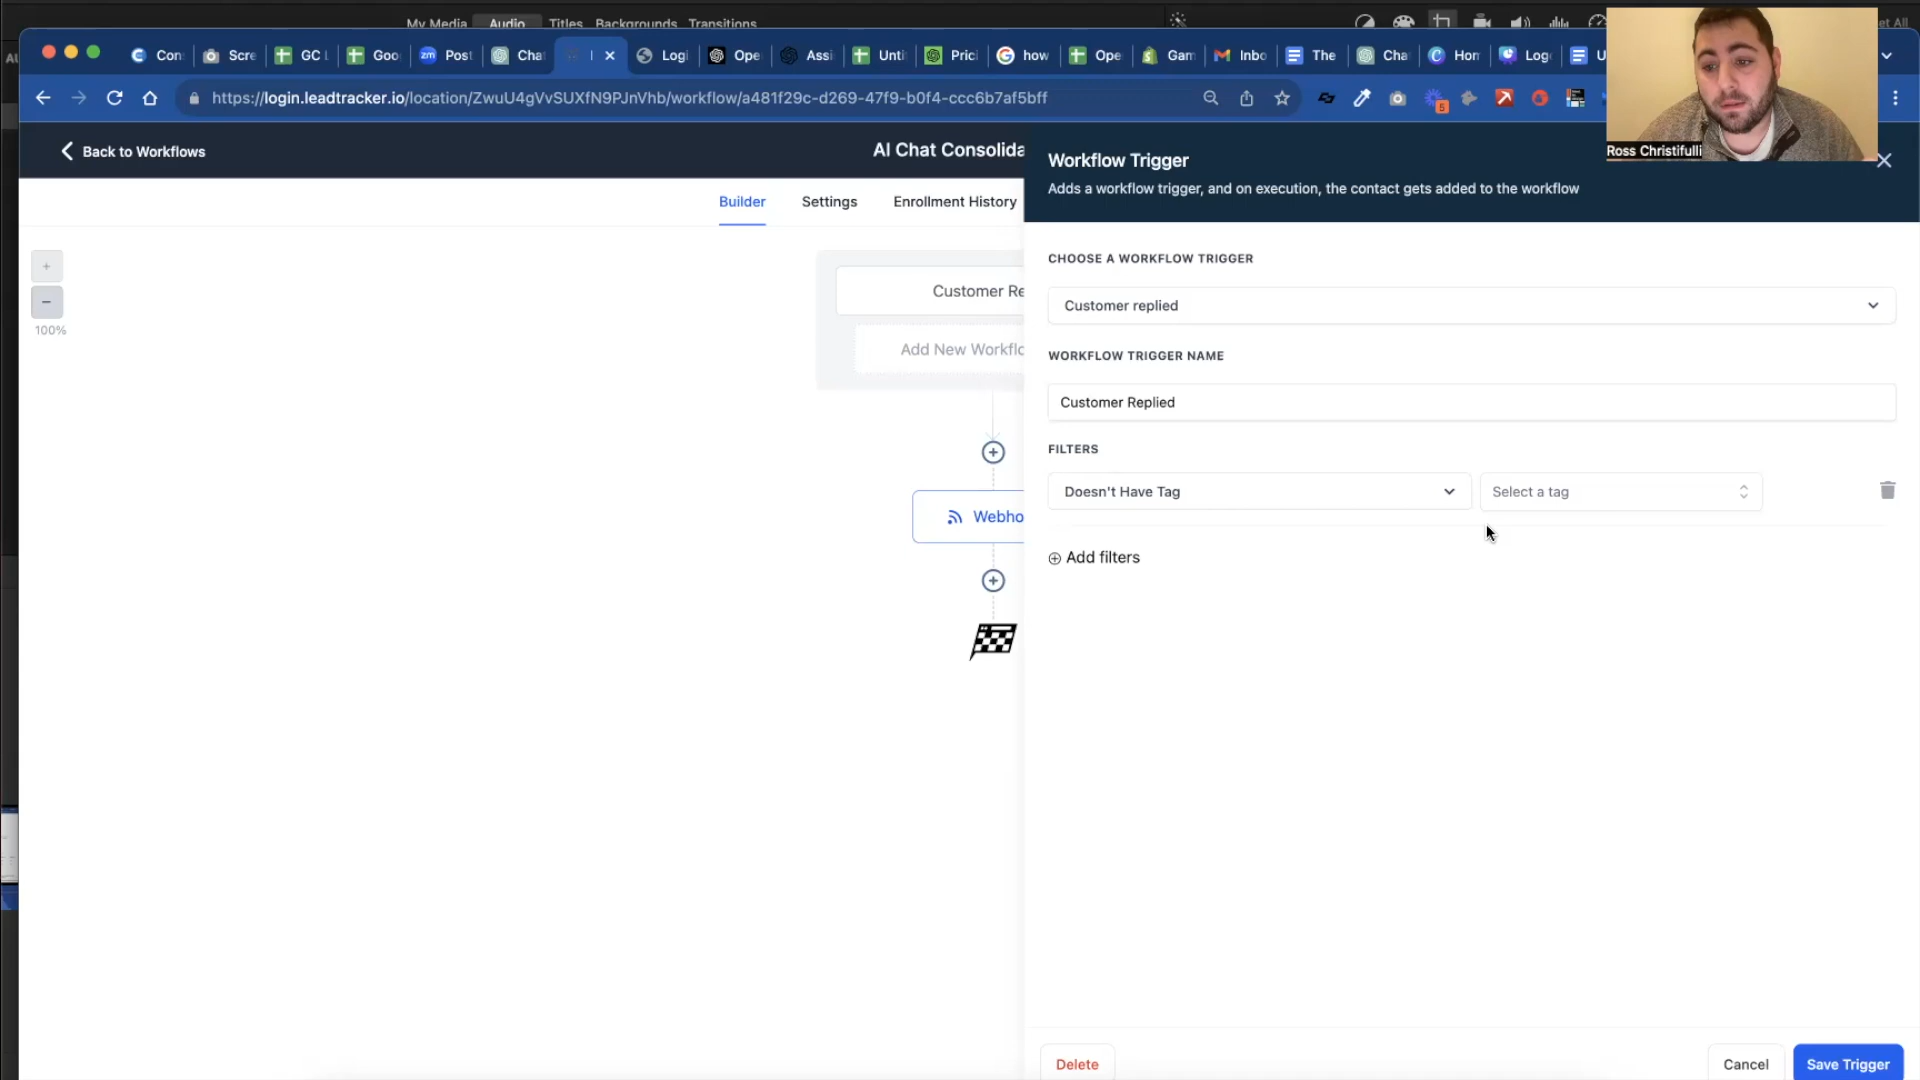 My Media Audio Titles Backgrounds Transitions
Con Scre GC Goo Post Chat Logi Ope Assi Unti Prici how Ope Gam Inbo The Cha Hom Logo
https://login.leadtracker.io/location/ZwuU4gVvSUXfN9PJnVhb/workflow/a481f29c-d269-47f9-b0f4-ccc6b7af5bff
5
Ross Christifulli
Back to Workflows
AI Chat Consolida
Builder Settings Enrollment History
+
−
100%
Customer Re
Add New Workflo
Webho
Workflow Trigger
Adds a workflow trigger, and on execution, the contact gets added to the workflow
CHOOSE A WORKFLOW TRIGGER
Customer replied
WORKFLOW TRIGGER NAME
Customer Replied
FILTERS
Doesn't Have Tag Select a tag
Add filters
Delete Cancel Save Trigger